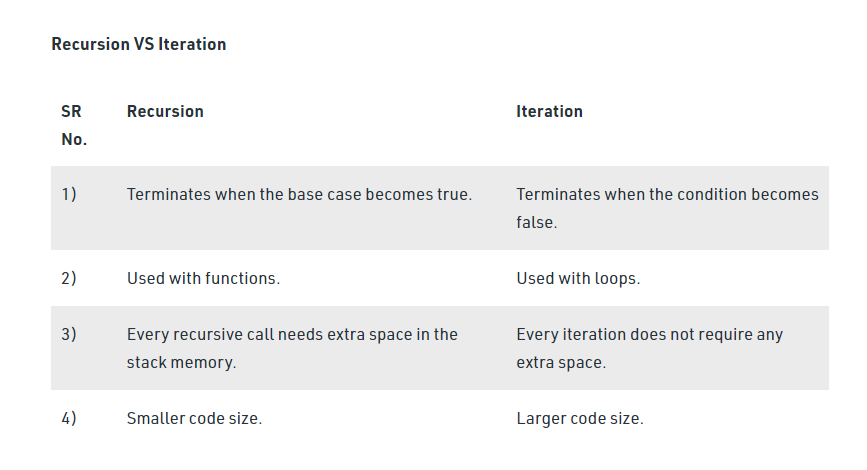 Recursion VS Iteration
SR No. Recursion Iteration
1) Terminates when the base case becomes true. Terminates when the condition becomes false.
2) Used with functions. Used with loops.
3) Every recursive call needs extra space in the stack memory. Every iteration does not require any extra space.
4) Smaller code size. Larger code size.